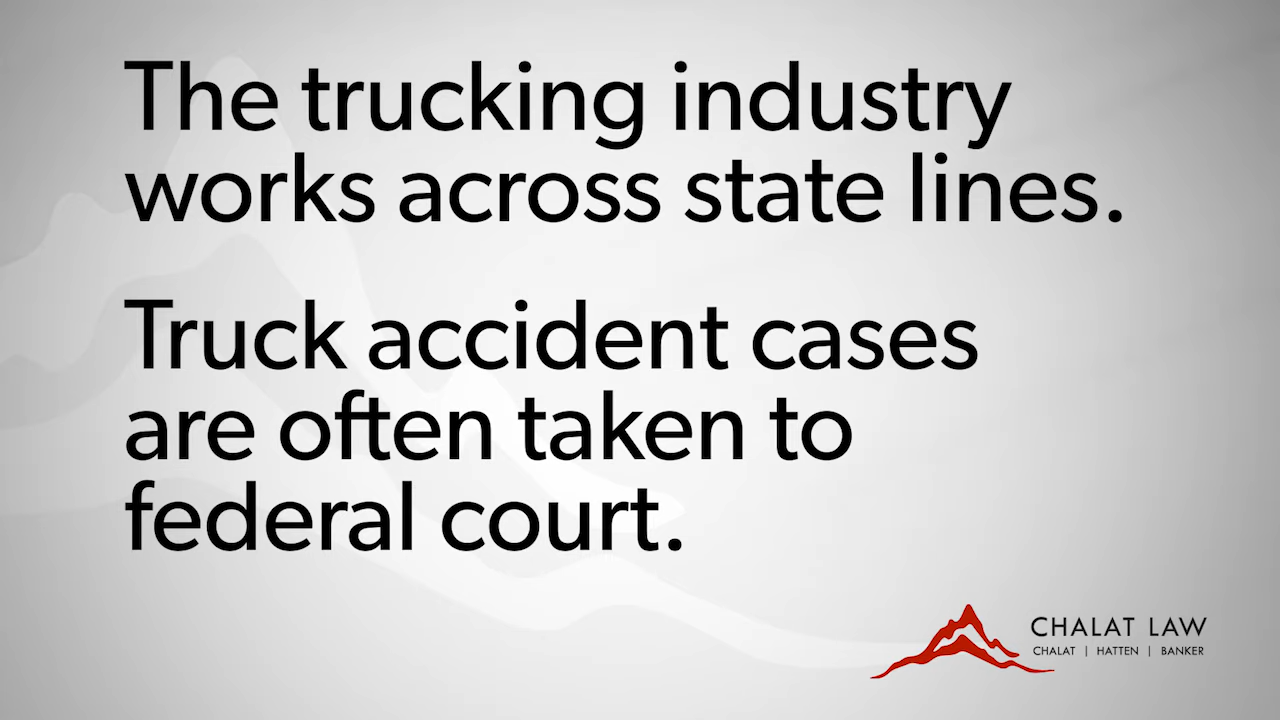 The trucking industry
works across state lines.
Truck accident cases
are often taken to
federal court.
CHALAT LAW
CHALAT | HATTEN | BANKER